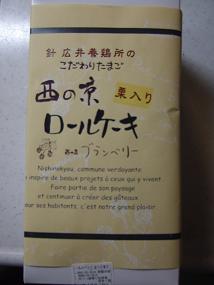 針 広井養鶏所の
こだわりたまご
西の京
栗入り
ロールケーキ
西の京 ブランベリー
Nishinokyou, commune verdoyante
inspire de beaux projets à ceux qui y vivent.
Faire partie de son paysage
et continuer à créer des gâteaux
pour ses habitants, c'est notre grand plaisir.